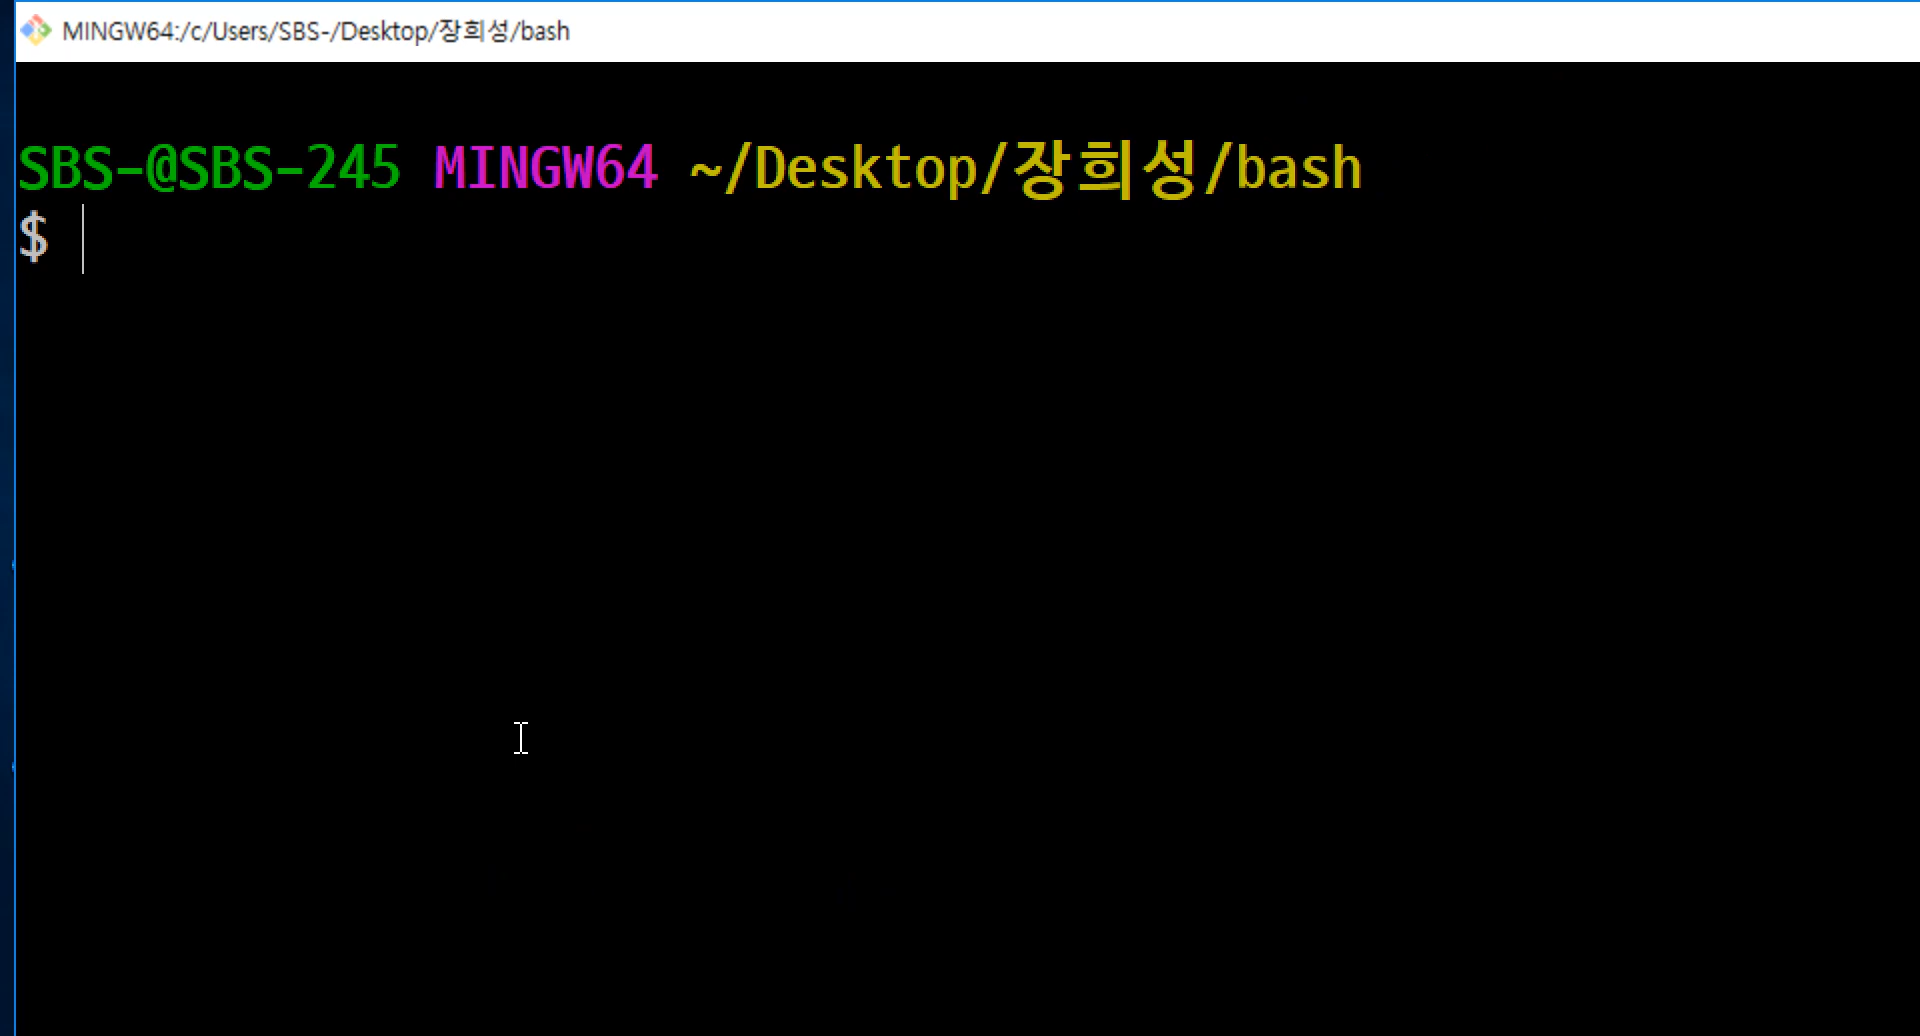 MINGW64:/c/Users/SBS-/Desktop/장희성/bash
SBS-@SBS-245 MINGW64 ~/Desktop/장희성/bash
$